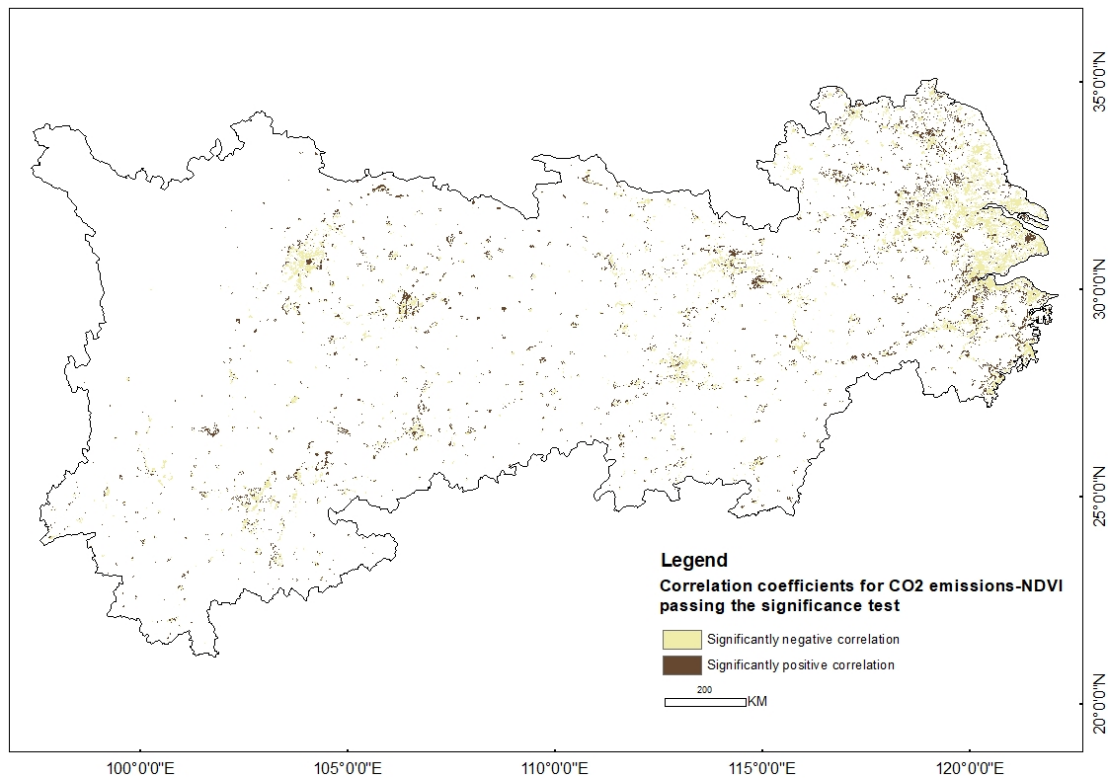 35°0'0"N
30°0'0"N
25°0'0"N
20°0'0"N
Legend
Correlation coefficients for CO2 emissions-NDVI
passing the significance test
Significantly negative correlation
Significantly positive correlation
200
KM
100°0'0"E
105°0'0"E
110°0'0"E
115°0'0"E
120°0'0"E